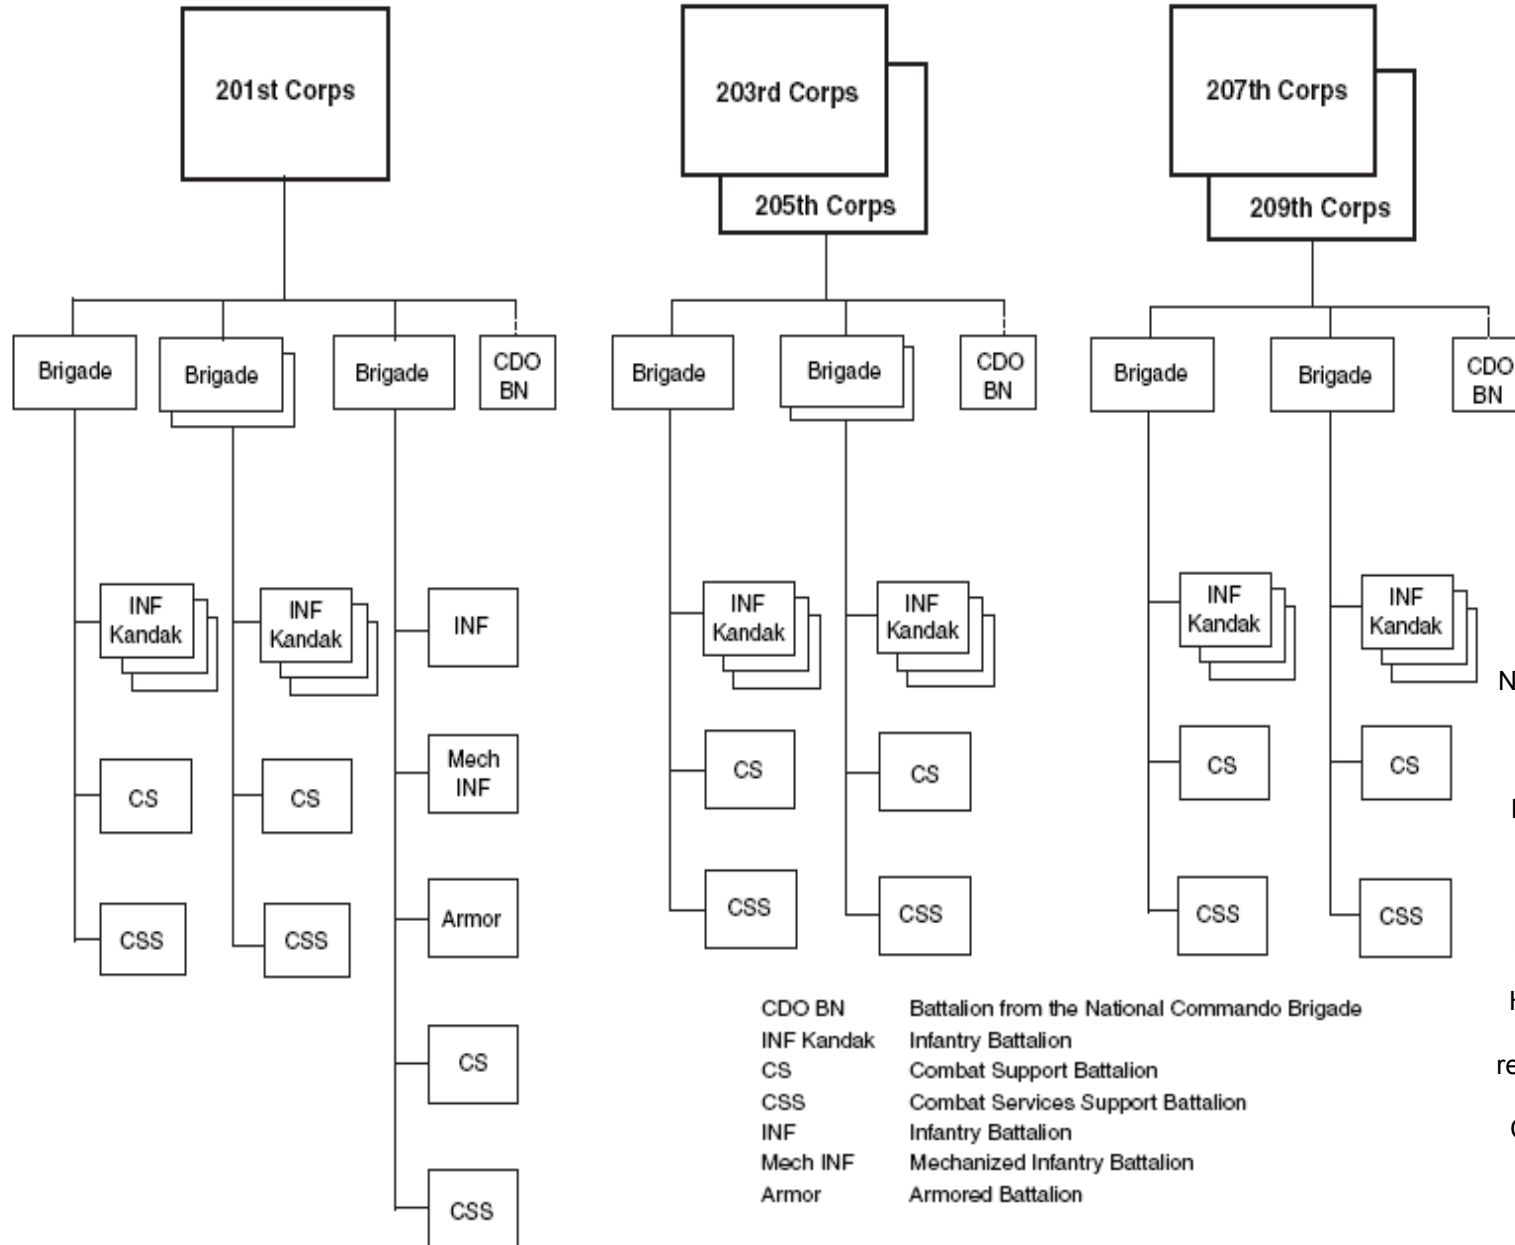 201st Corps
Brigade
Brigade
Brigade
CDO
BN
INF
Kandak
CS
CSS
INF
Kandak
CS
CSS
INF
Mech
INF
Armor
CS
CSS
203rd Corps
205th Corps
Brigade
Brigade
CDO
BN
INF
Kandak
CS
CSS
INF
Kandak
CS
CSS
207th Corps
209th Corps
Brigade
Brigade
CDO
BN
INF
Kandak
CS
CSS
INF
Kandak
CS
CSS
CDO BN Battalion from the National Commando Brigade
INF Kandak Infantry Battalion
CS Combat Support Battalion
CSS Combat Services Support Battalion
INF Infantry Battalion
Mech INF Mechanized Infantry Battalion
Armor Armored Battalion